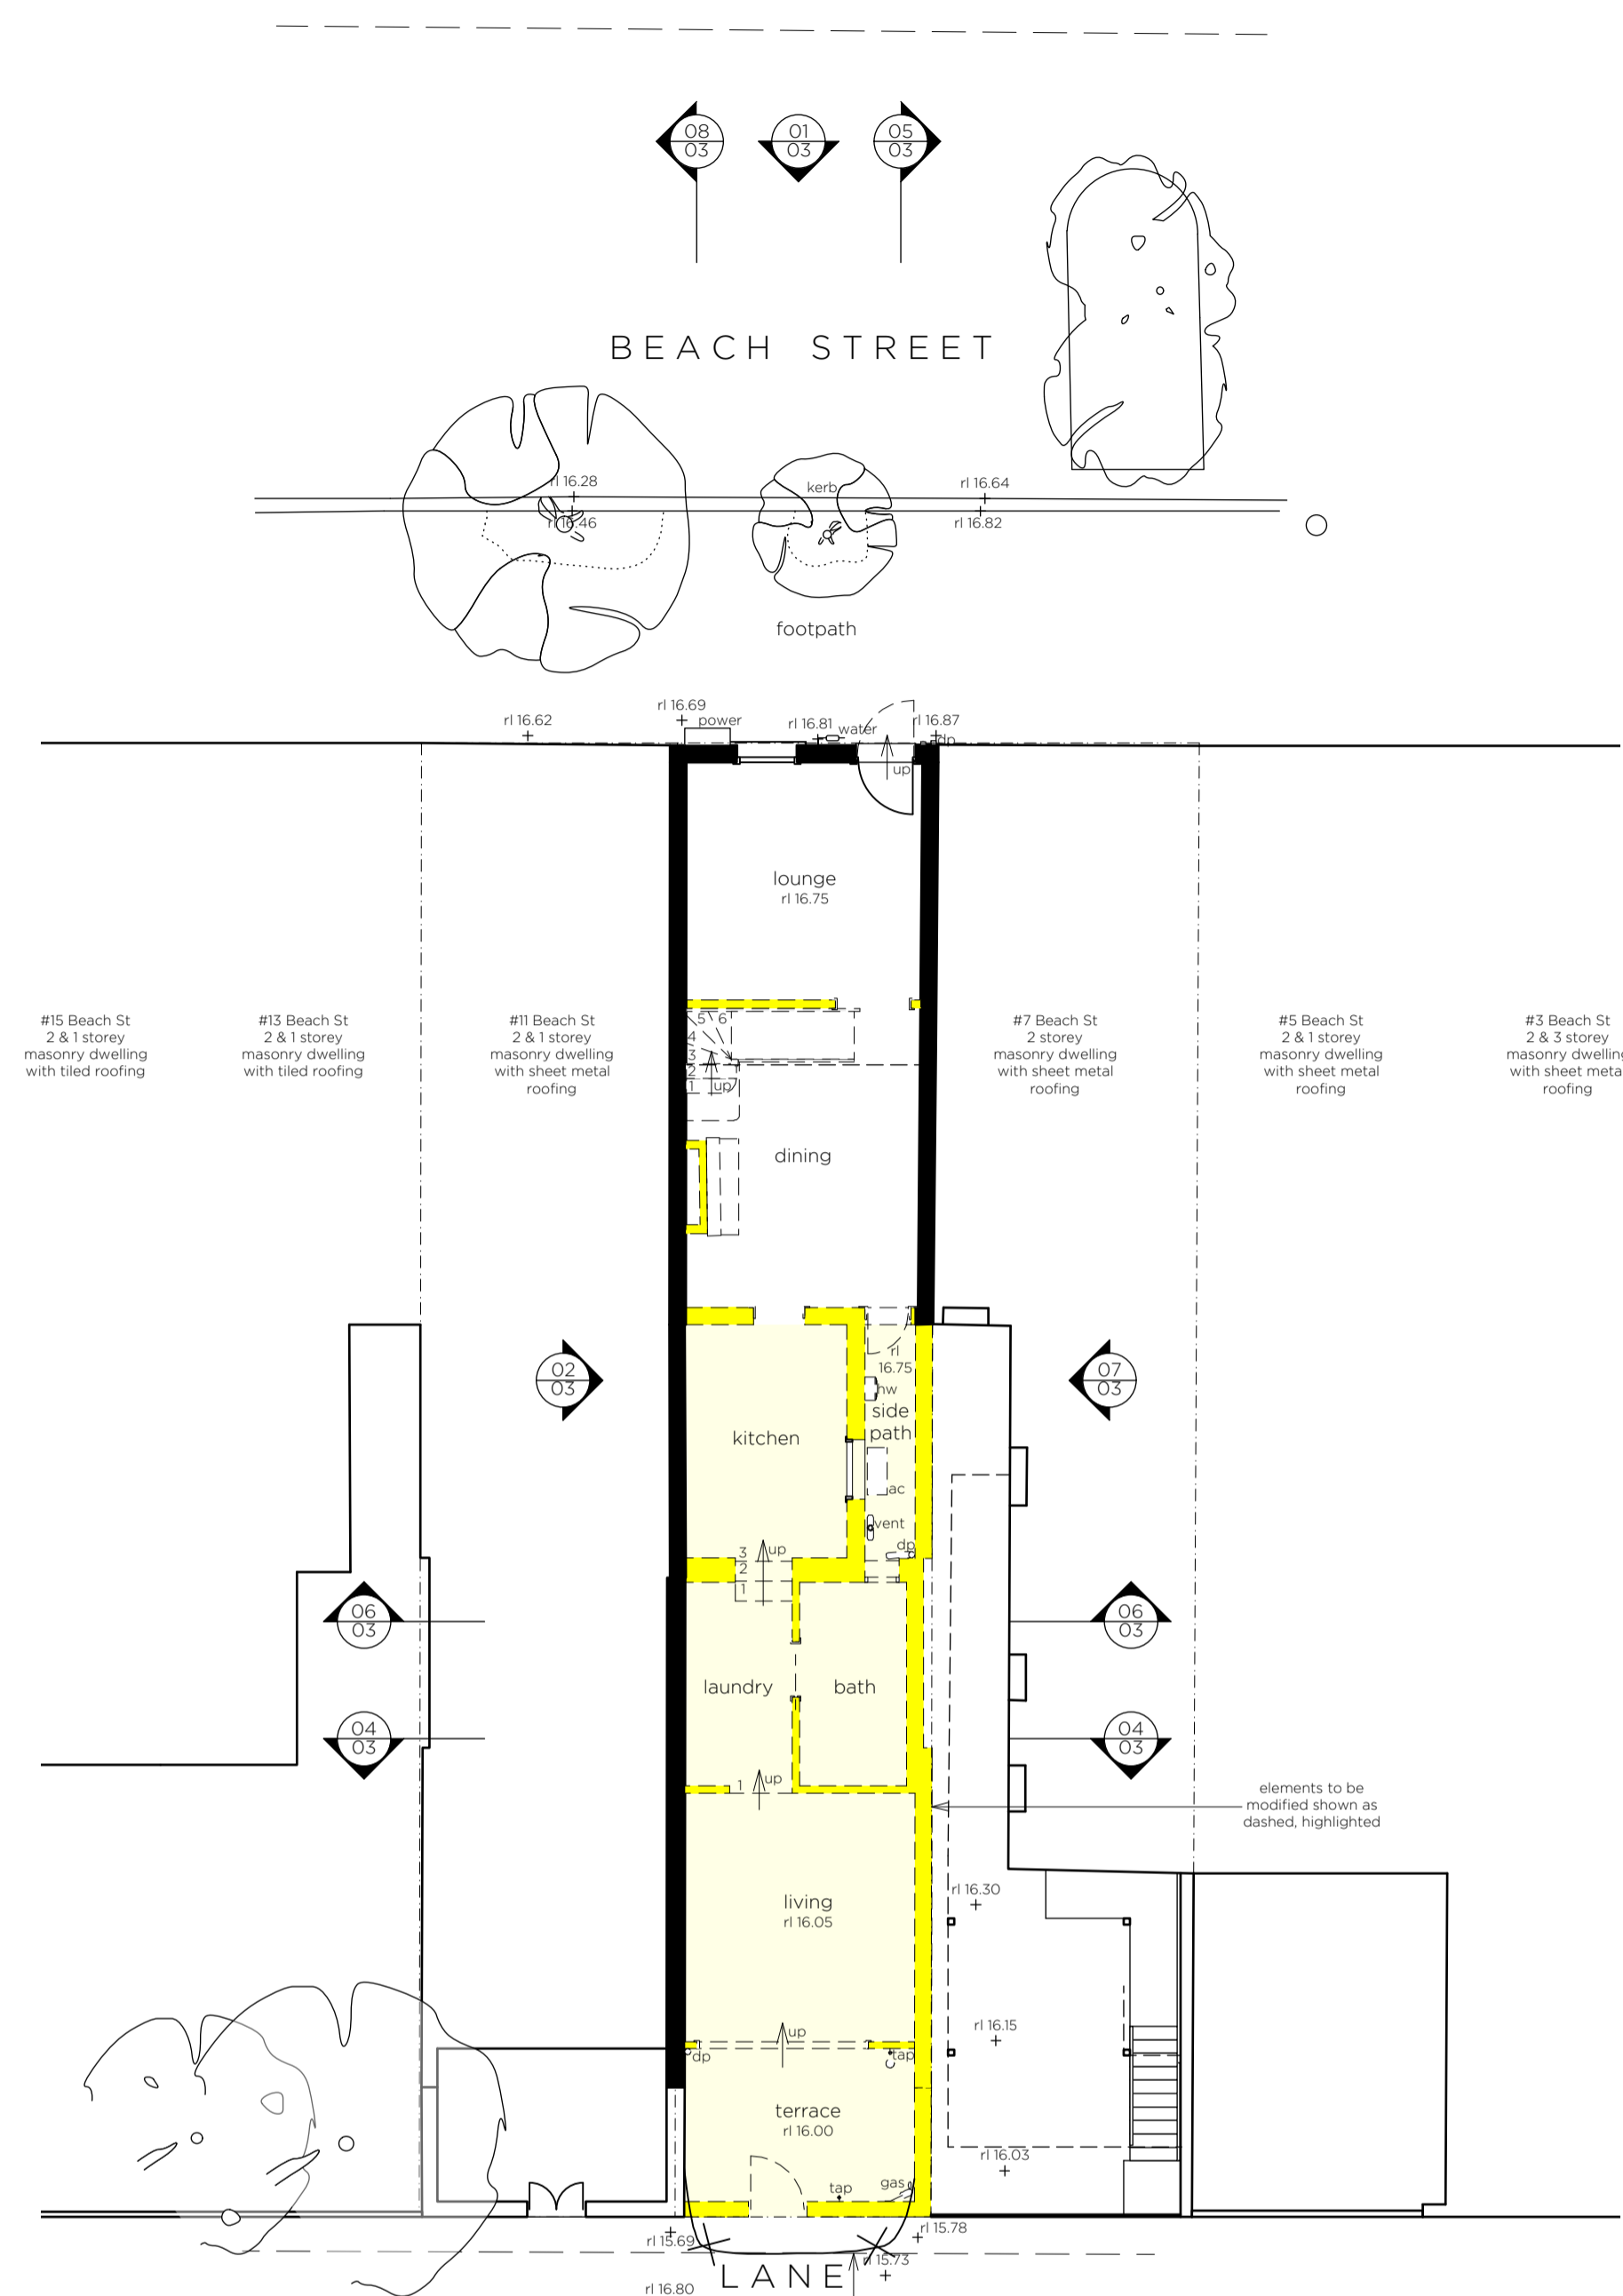 08
03
01
03
05
03
BEACH STREET
rl 16.28
kerb
rl 16.64
rl 16.46
rl 16.82
footpath
rl 16.69
rl 16.62
power
rl 16.81
water
rl 16.87
dp
up
lounge
rl 16.75
#15 Beach St
2 & 1 storey
masonry dwelling
with tiled roofing
#13 Beach St
2 & 1 storey
masonry dwelling
with tiled roofing
#11 Beach St
2 & 1 storey
masonry dwelling
with sheet metal
roofing
5 6
4
3
2
1 up
#7 Beach St
2 storey
masonry dwelling
with sheet metal
roofing
#5 Beach St
2 & 1 storey
masonry dwelling
with sheet metal
roofing
#3 Beach St
2 & 3 storey
masonry dwelling
with sheet meta
roofing
dining
02
03
rl
16.75
07
03
hw
side
path
kitchen
ac
vent
dp
3 up
2
1
06
03
06
03
laundry
bath
04
03
04
03
1 up
elements to be
modified shown as
dashed, highlighted
living
rl 16.05
rl 16.30
up
rl 16.15
dp
tap
terrace
rl 16.00
rl 16.03
gas
tap
rl 15.69
rl 15.78
rl 15.73
LANE
rl 16.80